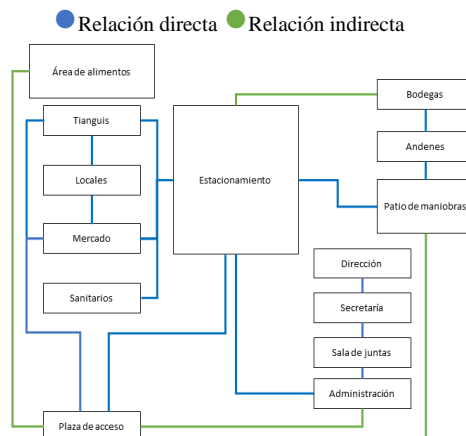 Relación directa Relación indirecta
Área de alimentos
Tianguis
Locales
Mercado
Sanitarios
Plaza de acceso
Estacionamiento
Bodegas
Andenes
Patio de maniobras
Dirección
Secretaría
Sala de juntas
Administración